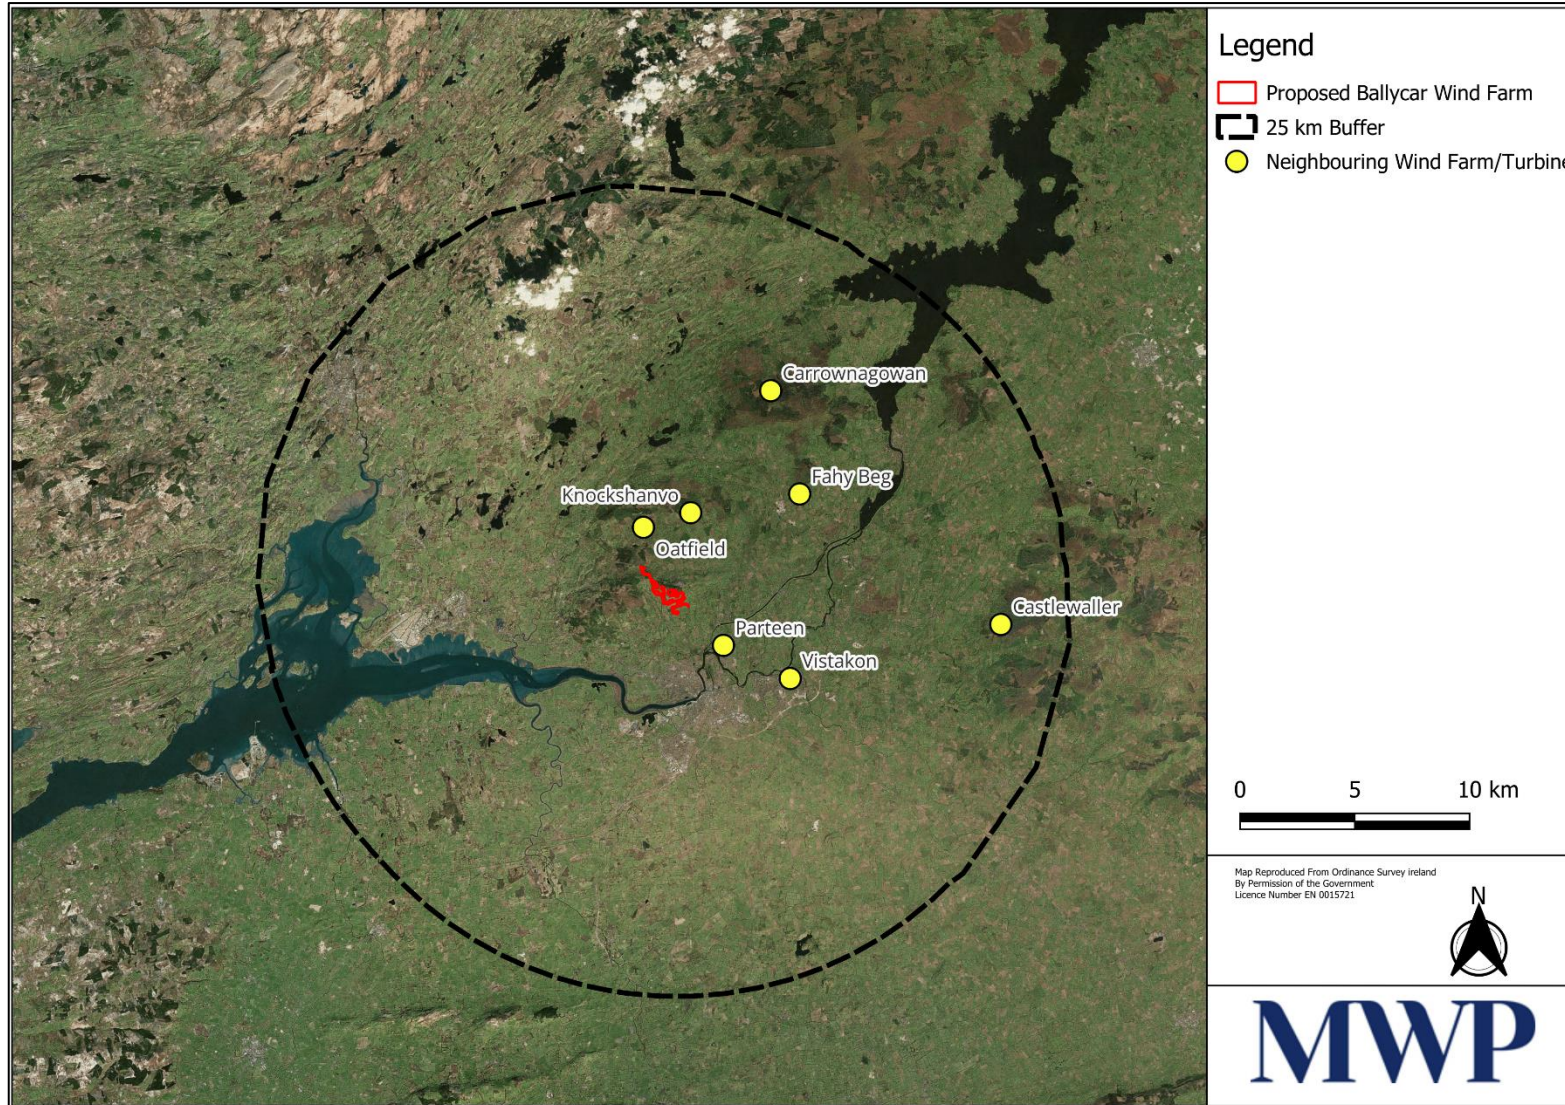 Legend
Proposed Ballycar Wind Farm
25 km Buffer
Neighbouring Wind Farm/Turbine
Carrownagowan
Fahy Beg
Knockshanvo
Oatfield
Castlewaller
Parteen
Vistakon
0 5 10 km
Map Reproduced From Ordinance Survey ireland
By Permission of the Government
Licence Number EN 0015721
N
MWP